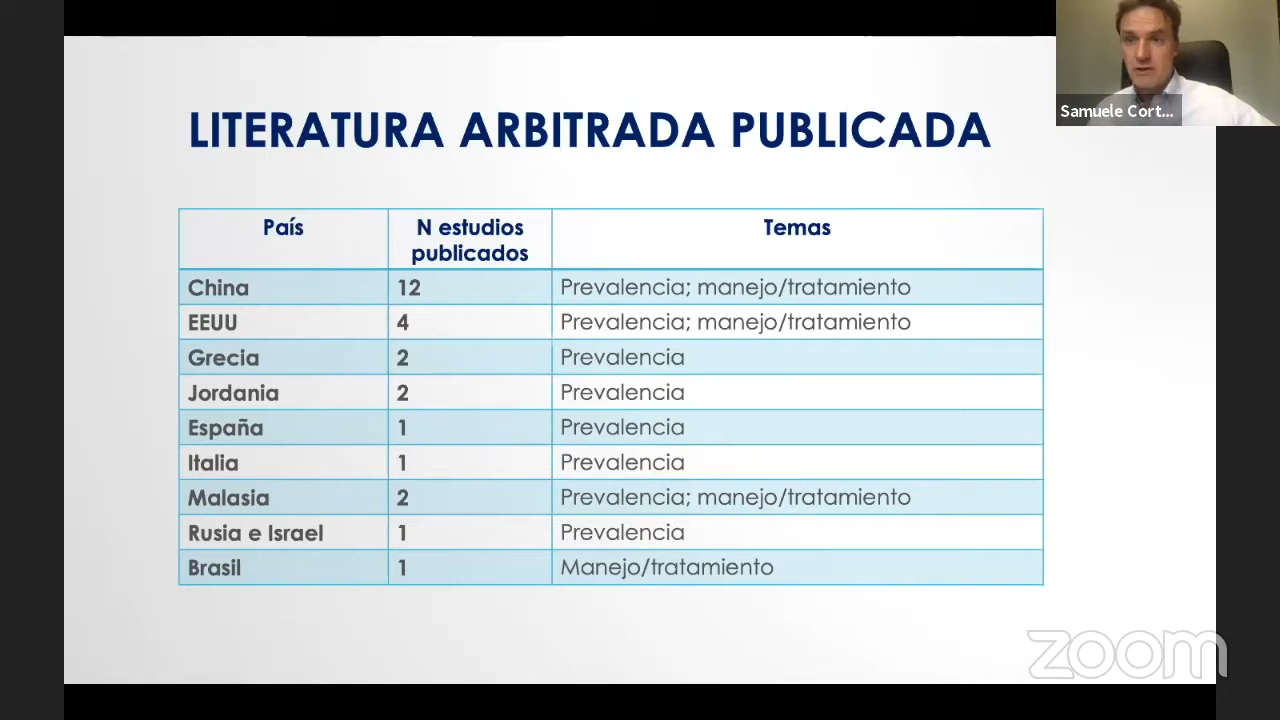 LITERATURA ARBITRADA PUBLICADA
Samuele Cort...
País N estudios publicados Temas
China 12 Prevalencia; manejo/tratamiento
EEUU 4 Prevalencia; manejo/tratamiento
Grecia 2 Prevalencia
Jordania 2 Prevalencia
España 1 Prevalencia
Italia 1 Prevalencia
Malasia 2 Prevalencia; manejo/tratamiento
Rusia e Israel 1 Prevalencia
Brasil 1 Manejo/tratamiento
zoom